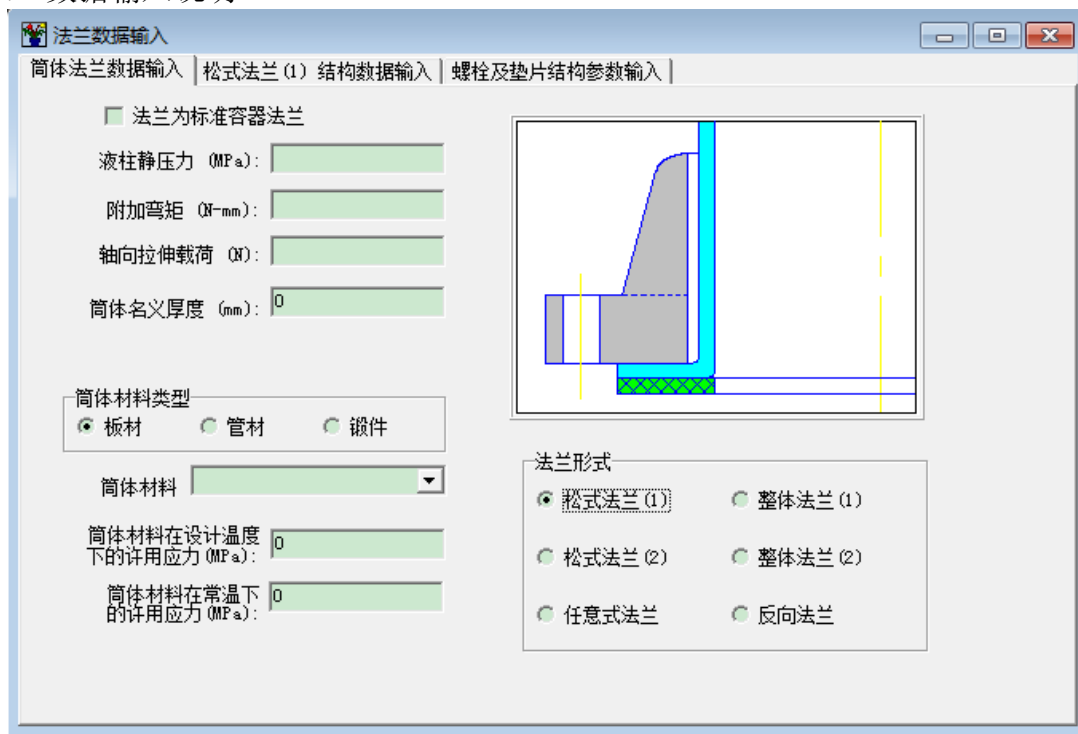 法兰数据输入
筒体法兰数据输入 松式法兰(1) 结构数据输入 螺栓及垫片结构参数输入
法兰为标准容器法兰
液柱静压力 (MPa):
附加弯矩 (N-mm):
轴向拉伸载荷 (N):
筒体名义厚度 (mm): 0
筒体材料类型
板材 管材 锻件
筒体材料
筒体材料在设计温度
下的许用应力(MPa): 0
筒体材料在常温下
的许用应力(MPa): 0
法兰形式
松式法兰(1) 整体法兰(1)
松式法兰(2) 整体法兰(2)
任意式法兰 反向法兰